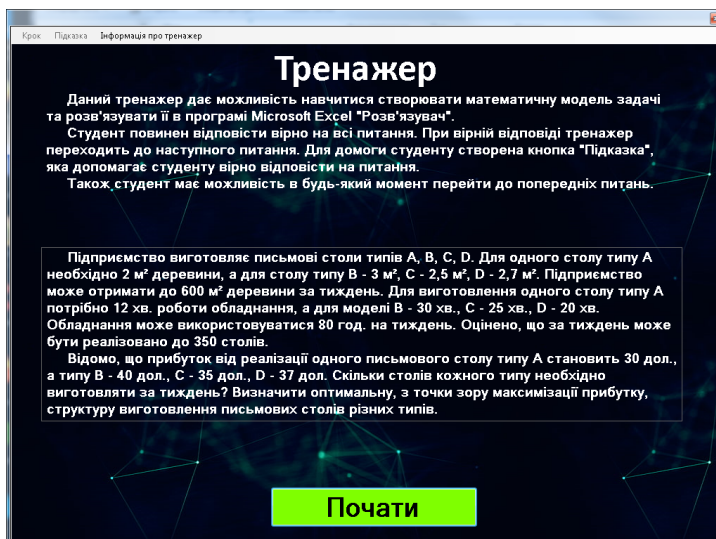 Крок Підказка Інформація про тренажер
Тренажер
Даний тренажер дає можливість навчитися створювати математичну модель задачі
та розв'язувати її в програмі Microsoft Excel "Розв'язувач".
Студент повинен відповісти вірно на всі питання. При вірній відповіді тренажер
переходить до наступного питання. Для домоги студенту створена кнопка "Підказка",
яка допомагає студенту вірно відповісти на питання.
Також студент має можливість в будь-який момент перейти до попередніх питань.
Підприємство виготовляє письмові столи типів A, B, C, D. Для одного столу типу A
необхідно 2 м² деревини, а для столу типу B - 3 м², C - 2,5 м², D - 2,7 м². Підприємство
може отримати до 600 м² деревини за тиждень. Для виготовлення одного столу типу A
потрібно 12 хв. роботи обладнання, а для моделі B - 30 хв., C - 25 хв., D - 20 хв.
Обладнання може використовуватися 80 год. на тиждень. Оцінено, що за тиждень може
бути реалізовано до 350 столів.
Відомо, що прибуток від реалізації одного письмового столу типу A становить 30 дол.,
а типу B - 40 дол., C - 35 дол., D - 37 дол. Скільки столів кожного типу необхідно
виготовляти за тиждень? Визначити оптимальну, з точки зору максимізації прибутку,
структуру виготовлення письмових столів різних типів.
Почати